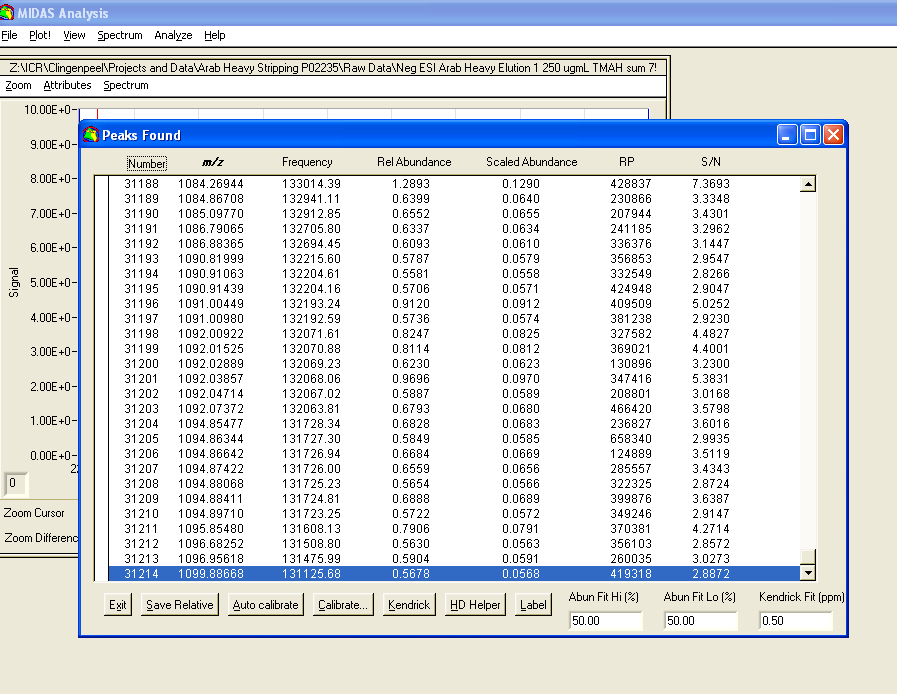 MIDAS Analysis
File Plot! View Spectrum Analyze Help
Z:\ICR\Clingenpeel\Projects and Data\Arab Heavy Stripping P02235\Raw Data\Neg ESI Arab Heavy Elution 1 250 ugmL TMAH sum 7!
Zoom Attributes Spectrum
10.00E+0
9.00E+0
8.00E+0
7.00E+0
6.00E+0
5.00E+0
4.00E+0
3.00E+0
2.00E+0
1.00E+0
0.00E+0
Signal
0
Zoom Cursor
Zoom Differenc
Peaks Found
Number m/z Frequency Rel Abundance Scaled Abundance RP S/N
31188 1084.26944 133014.39 1.2893 0.1290 428837 7.3693
31189 1084.86708 132941.11 0.6399 0.0640 230866 3.3348
31190 1085.09770 132912.85 0.6552 0.0655 207944 3.4301
31191 1086.79065 132705.80 0.6337 0.0634 241185 3.2962
31192 1086.88365 132694.45 0.6093 0.0610 336376 3.1447
31193 1090.81999 132215.60 0.5787 0.0579 356853 2.9547
31194 1090.91063 132204.61 0.5581 0.0558 332549 2.8266
31195 1090.91439 132204.16 0.5706 0.0571 424948 2.9047
31196 1091.00449 132193.24 0.9120 0.0912 409509 5.0252
31197 1091.00980 132192.59 0.5736 0.0574 381238 2.9230
31198 1092.00922 132071.61 0.8247 0.0825 327582 4.4827
31199 1092.01525 132070.88 0.8114 0.0812 369021 4.4001
31200 1092.02889 132069.23 0.6230 0.0623 130896 3.2300
31201 1092.03857 132068.06 0.9696 0.0970 347416 5.3831
31202 1092.04714 132067.02 0.5887 0.0589 208801 3.0168
31203 1092.07372 132063.81 0.6793 0.0680 466420 3.5798
31204 1094.85477 131728.34 0.6828 0.0683 236827 3.6016
31205 1094.86344 131727.30 0.5849 0.0585 658340 2.9935
31206 1094.86642 131726.94 0.6684 0.0669 124889 3.5119
31207 1094.87422 131726.00 0.6559 0.0656 285557 3.4343
31208 1094.88068 131725.23 0.5654 0.0566 322325 2.8724
31209 1094.88411 131724.81 0.6888 0.0689 399876 3.6387
31210 1094.89710 131723.25 0.5722 0.0572 349246 2.9147
31211 1095.85480 131608.13 0.7906 0.0791 370381 4.2714
31212 1096.68252 131508.80 0.5630 0.0563 356103 2.8572
31213 1096.95618 131475.99 0.5904 0.0591 260035 3.0273
31214 1099.88668 131125.68 0.5678 0.0568 419318 2.8872
Exit Save Relative Auto calibrate Calibrate... Kendrick HD Helper Label
Abun Fit Hi (%) Abun Fit Lo (%) Kendrick Fit (ppm)
50.00 50.00 0.50